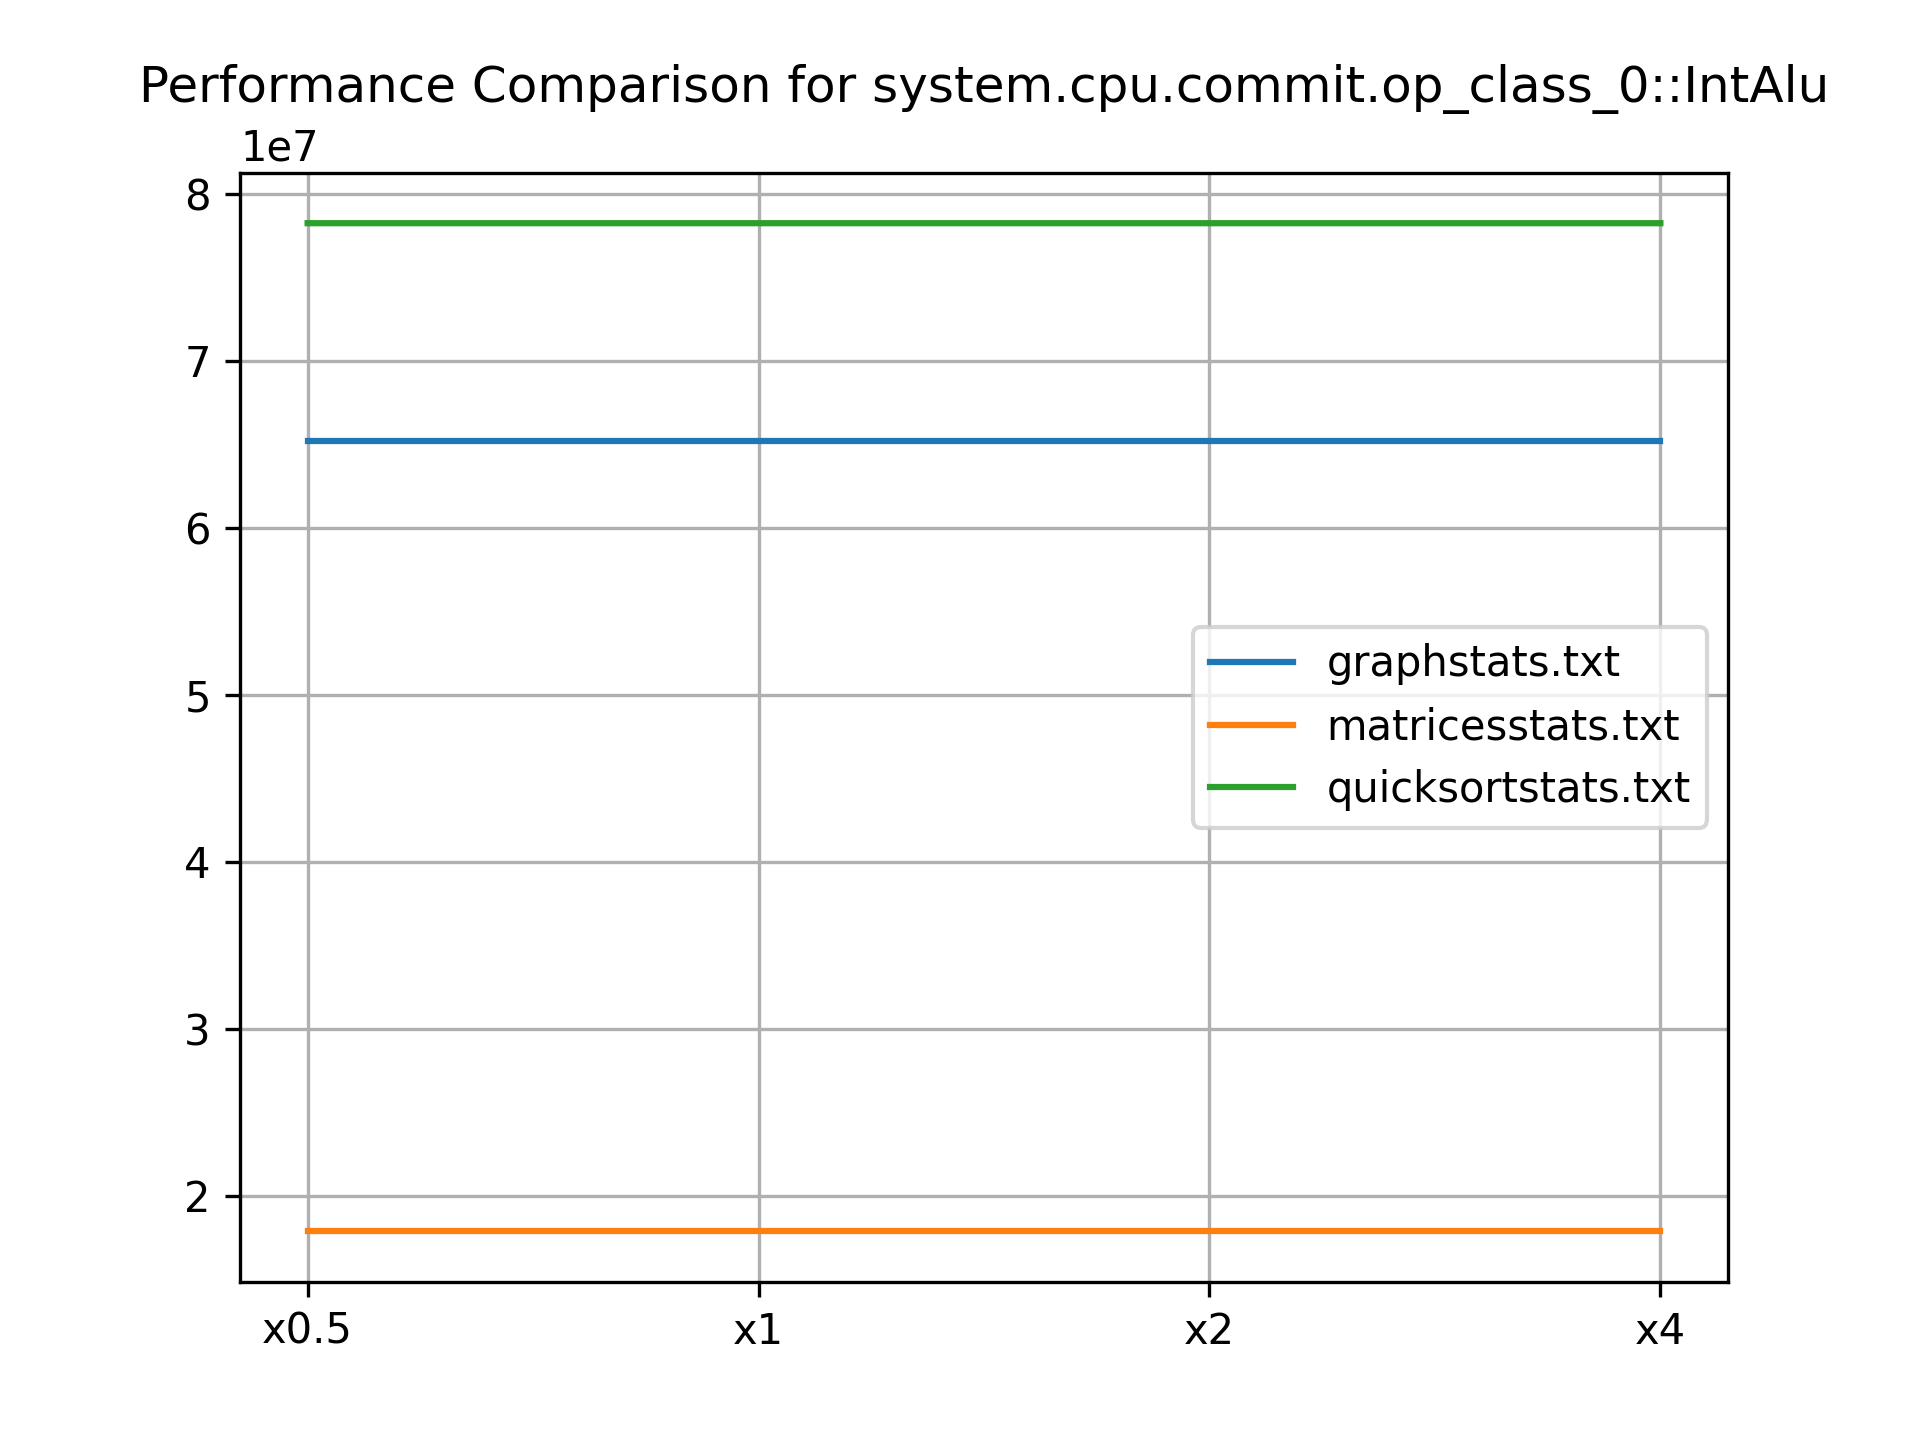 Performance Comparison for system.cpu.commit.op_class_0::IntAlu
1e7
8
7
6
5
4
3
2
graphstats.txt
matricesstats.txt
quicksortstats.txt
x0.5 x1 x2 x4